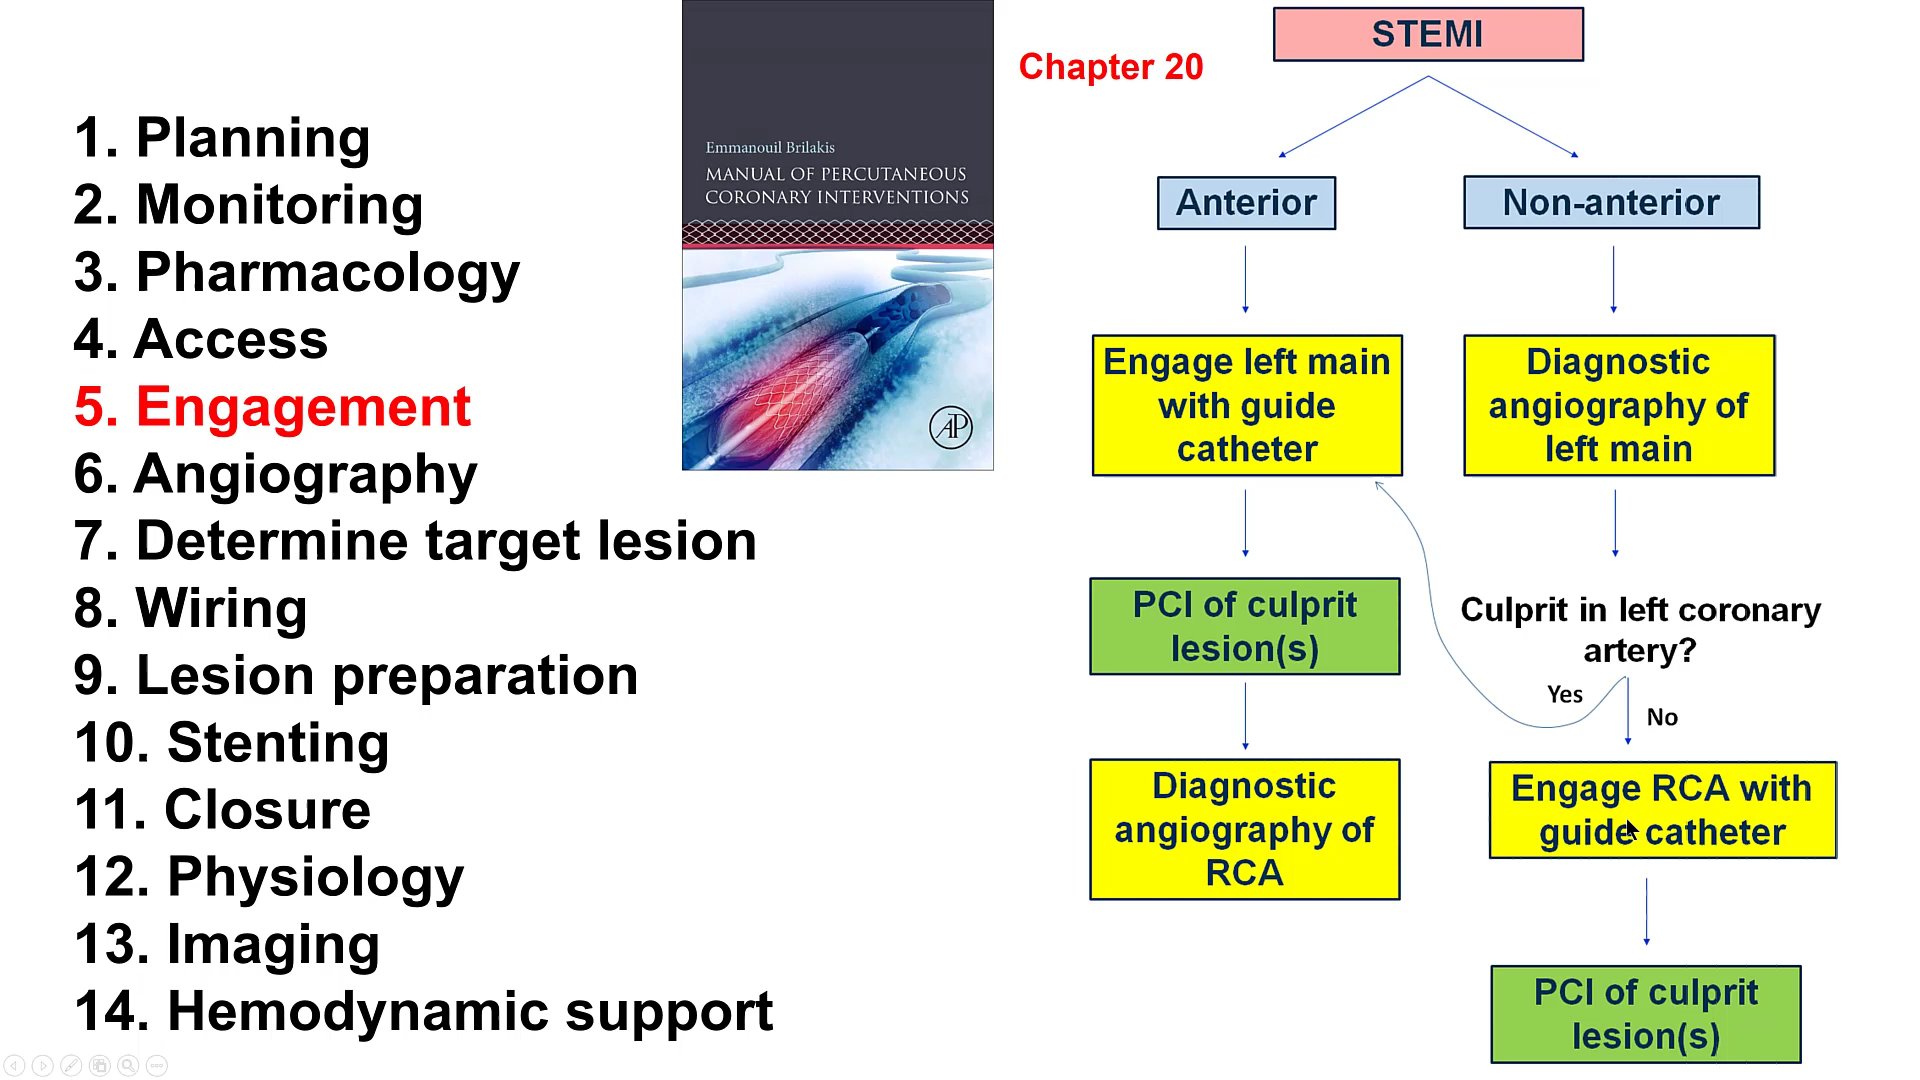 1. Planning
2. Monitoring
3. Pharmacology
4. Access
5. Engagement
6. Angiography
7. Determine target lesion
8. Wiring
9. Lesion preparation
10. Stenting
11. Closure
12. Physiology
13. Imaging
14. Hemodynamic support
Emmanouil Brilakis
MANUAL OF PERCUTANEOUS
CORONARY INTERVENTIONS
AP
Chapter 20
STEMI
Anterior
Non-anterior
Engage left main
with guide
catheter
Diagnostic
angiography of
left main
PCI of culprit
lesion(s)
Culprit in left coronary
artery?
Yes
No
Diagnostic
angiography of
RCA
Engage RCA with
guide catheter
PCI of culprit
lesion(s)